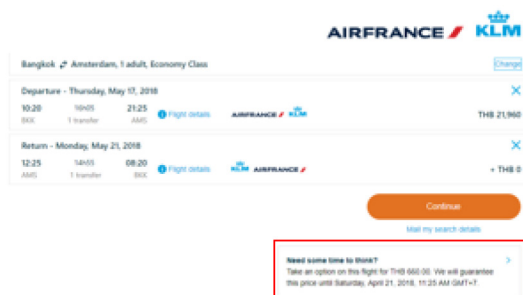 AIRFRANCE KLM
Bangkok Amsterdam, 1 adult, Economy Class Change
Departure - Thursday, May 17, 2018
10:20 16h05 21:25 Flight details AIRFRANCE KLM THB 21,960
BKK 1 transfer AMS
Return - Monday, May 21, 2018
12:25 14h55 08:20 Flight details KLM AIRFRANCE + THB 0
AMS 1 transfer BKK
Continue
Mail my search details
Need some time to think?
Take an option on this flight for THB 660.00. We will guarantee
this price until Saturday, April 21, 2018, 11:25 AM GMT+7.